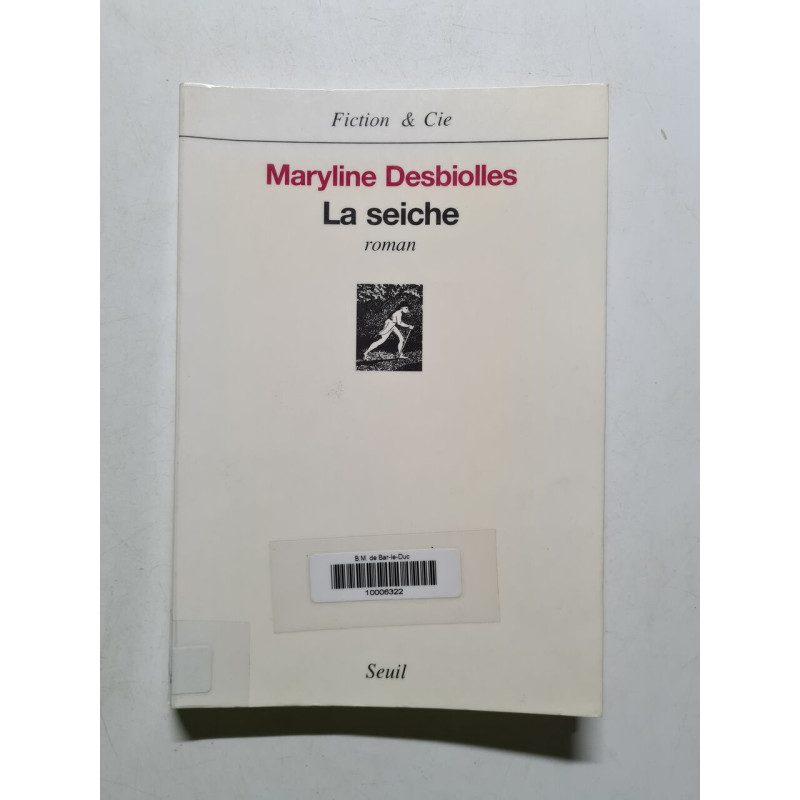 Fiction & Cie
Maryline Desbiolles
La seiche
roman
B.M. de Bar-le-Duc
10006322
Seuil